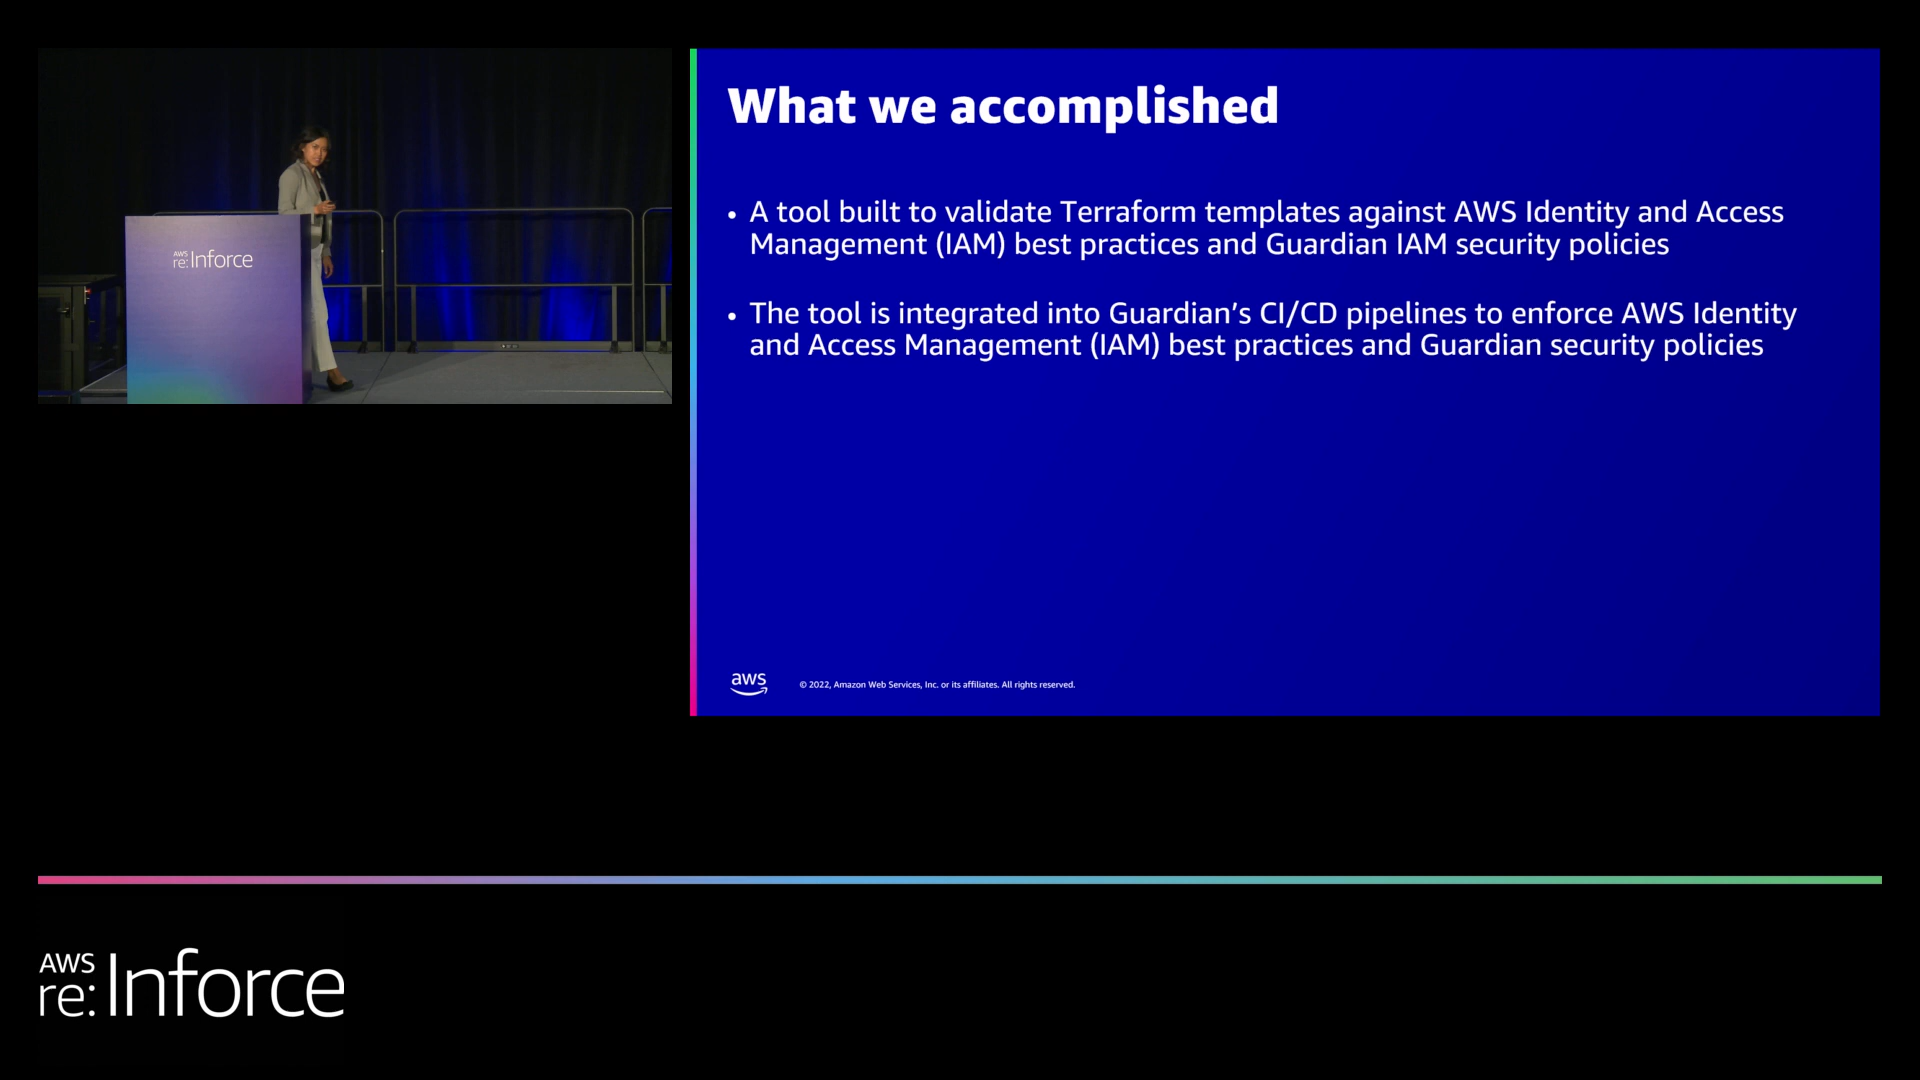 AWS
re:Inforce
What we accomplished
• A tool built to validate Terraform templates against AWS Identity and Access
Management (IAM) best practices and Guardian IAM security policies
• The tool is integrated into Guardian’s CI/CD pipelines to enforce AWS Identity
and Access Management (IAM) best practices and Guardian security policies
aws
© 2022, Amazon Web Services, Inc. or its affiliates. All rights reserved.
AWS
re:Inforce